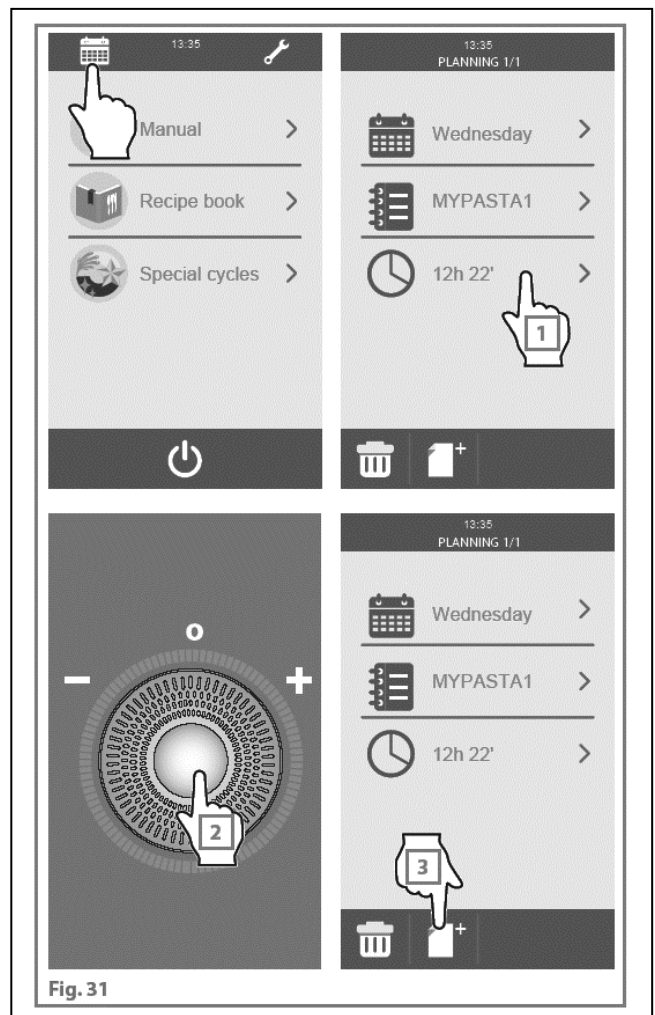 13:35
Manual
Recipe book
Special cycles
13:35
PLANNING 1/1
Wednesday
MYPASTA1
12h 22'
1
+
o
- +
2
13:35
PLANNING 1/1
Wednesday
MYPASTA1
12h 22'
3
+
Fig. 31